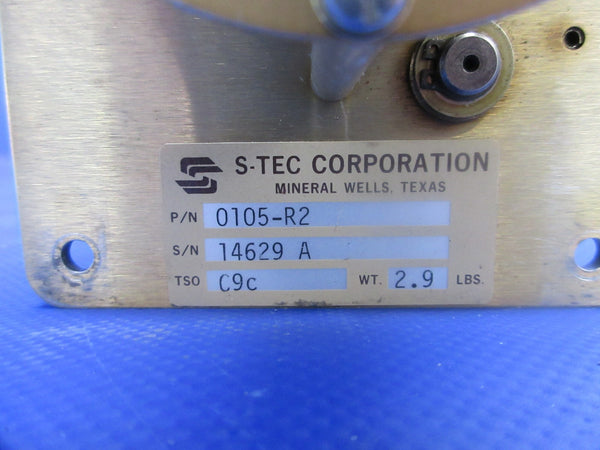 S-TEC CORPORATION
MINERAL WELLS, TEXAS
P/N 0105-R2
S/N 14629 A
TSO C9c WT. 2.9 LBS.